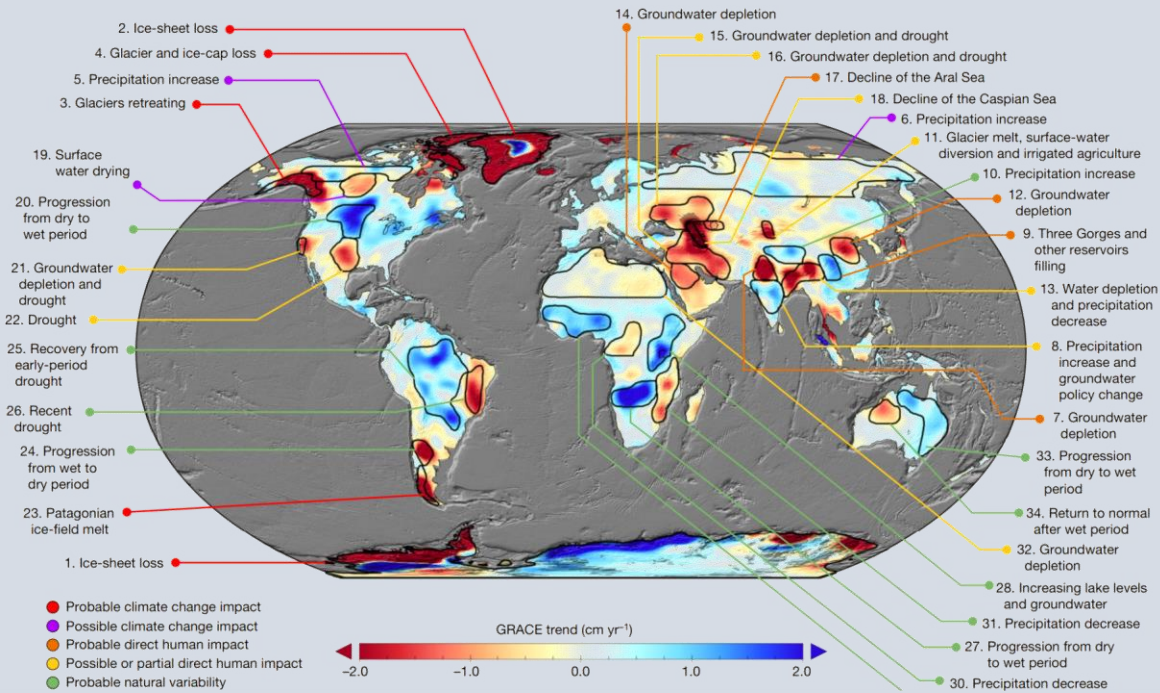 14. Groundwater depletion
2. Ice-sheet loss
15. Groundwater depletion and drought
4. Glacier and ice-cap loss
16. Groundwater depletion and drought
5. Precipitation increase
17. Decline of the Aral Sea
3. Glaciers retreating
18. Decline of the Caspian Sea
6. Precipitation increase
11. Glacier melt, surface-water
diversion and irrigated agriculture
19. Surface
water drying
10. Precipitation increase
20. Progression
from dry to
wet period
12. Groundwater
depletion
9. Three Gorges and
other reservoirs
filling
21. Groundwater
depletion and
drought
13. Water depletion
and precipitation
decrease
22. Drought
8. Precipitation
increase and
groundwater
policy change
25. Recovery from
early-period
drought
26. Recent
drought
7. Groundwater
depletion
24. Progression
from wet to
dry period
33. Progression
from dry to wet
period
23. Patagonian
ice-field melt
34. Return to normal
after wet period
32. Groundwater
depletion
1. Ice-sheet loss
28. Increasing lake levels
and groundwater
31. Precipitation decrease
27. Progression from dry
to wet period
30. Precipitation decrease
Probable climate change impact
Possible climate change impact
Probable direct human impact
Possible or partial direct human impact
Probable natural variability
GRACE trend (cm yr⁻¹)
−2.0 −1.0 0.0 1.0 2.0